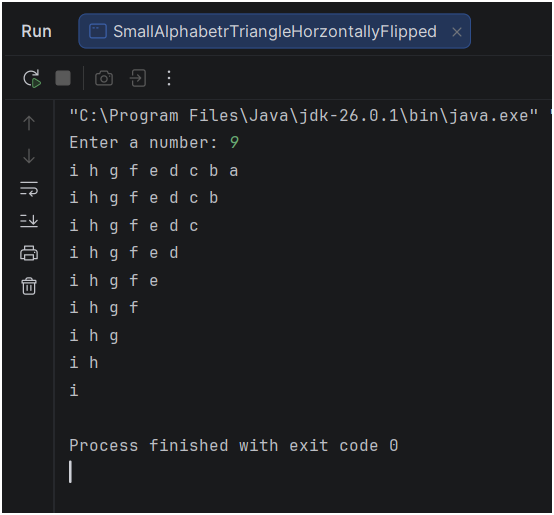 Run SmallAlphabetrTriangleHorzontallyFlipped
"C:\Program Files\Java\jdk-26.0.1\bin\java.exe" "
Enter a number: 9
i h g f e d c b a
i h g f e d c b
i h g f e d c
i h g f e d
i h g f e
i h g f
i h g
i h
i
Process finished with exit code 0